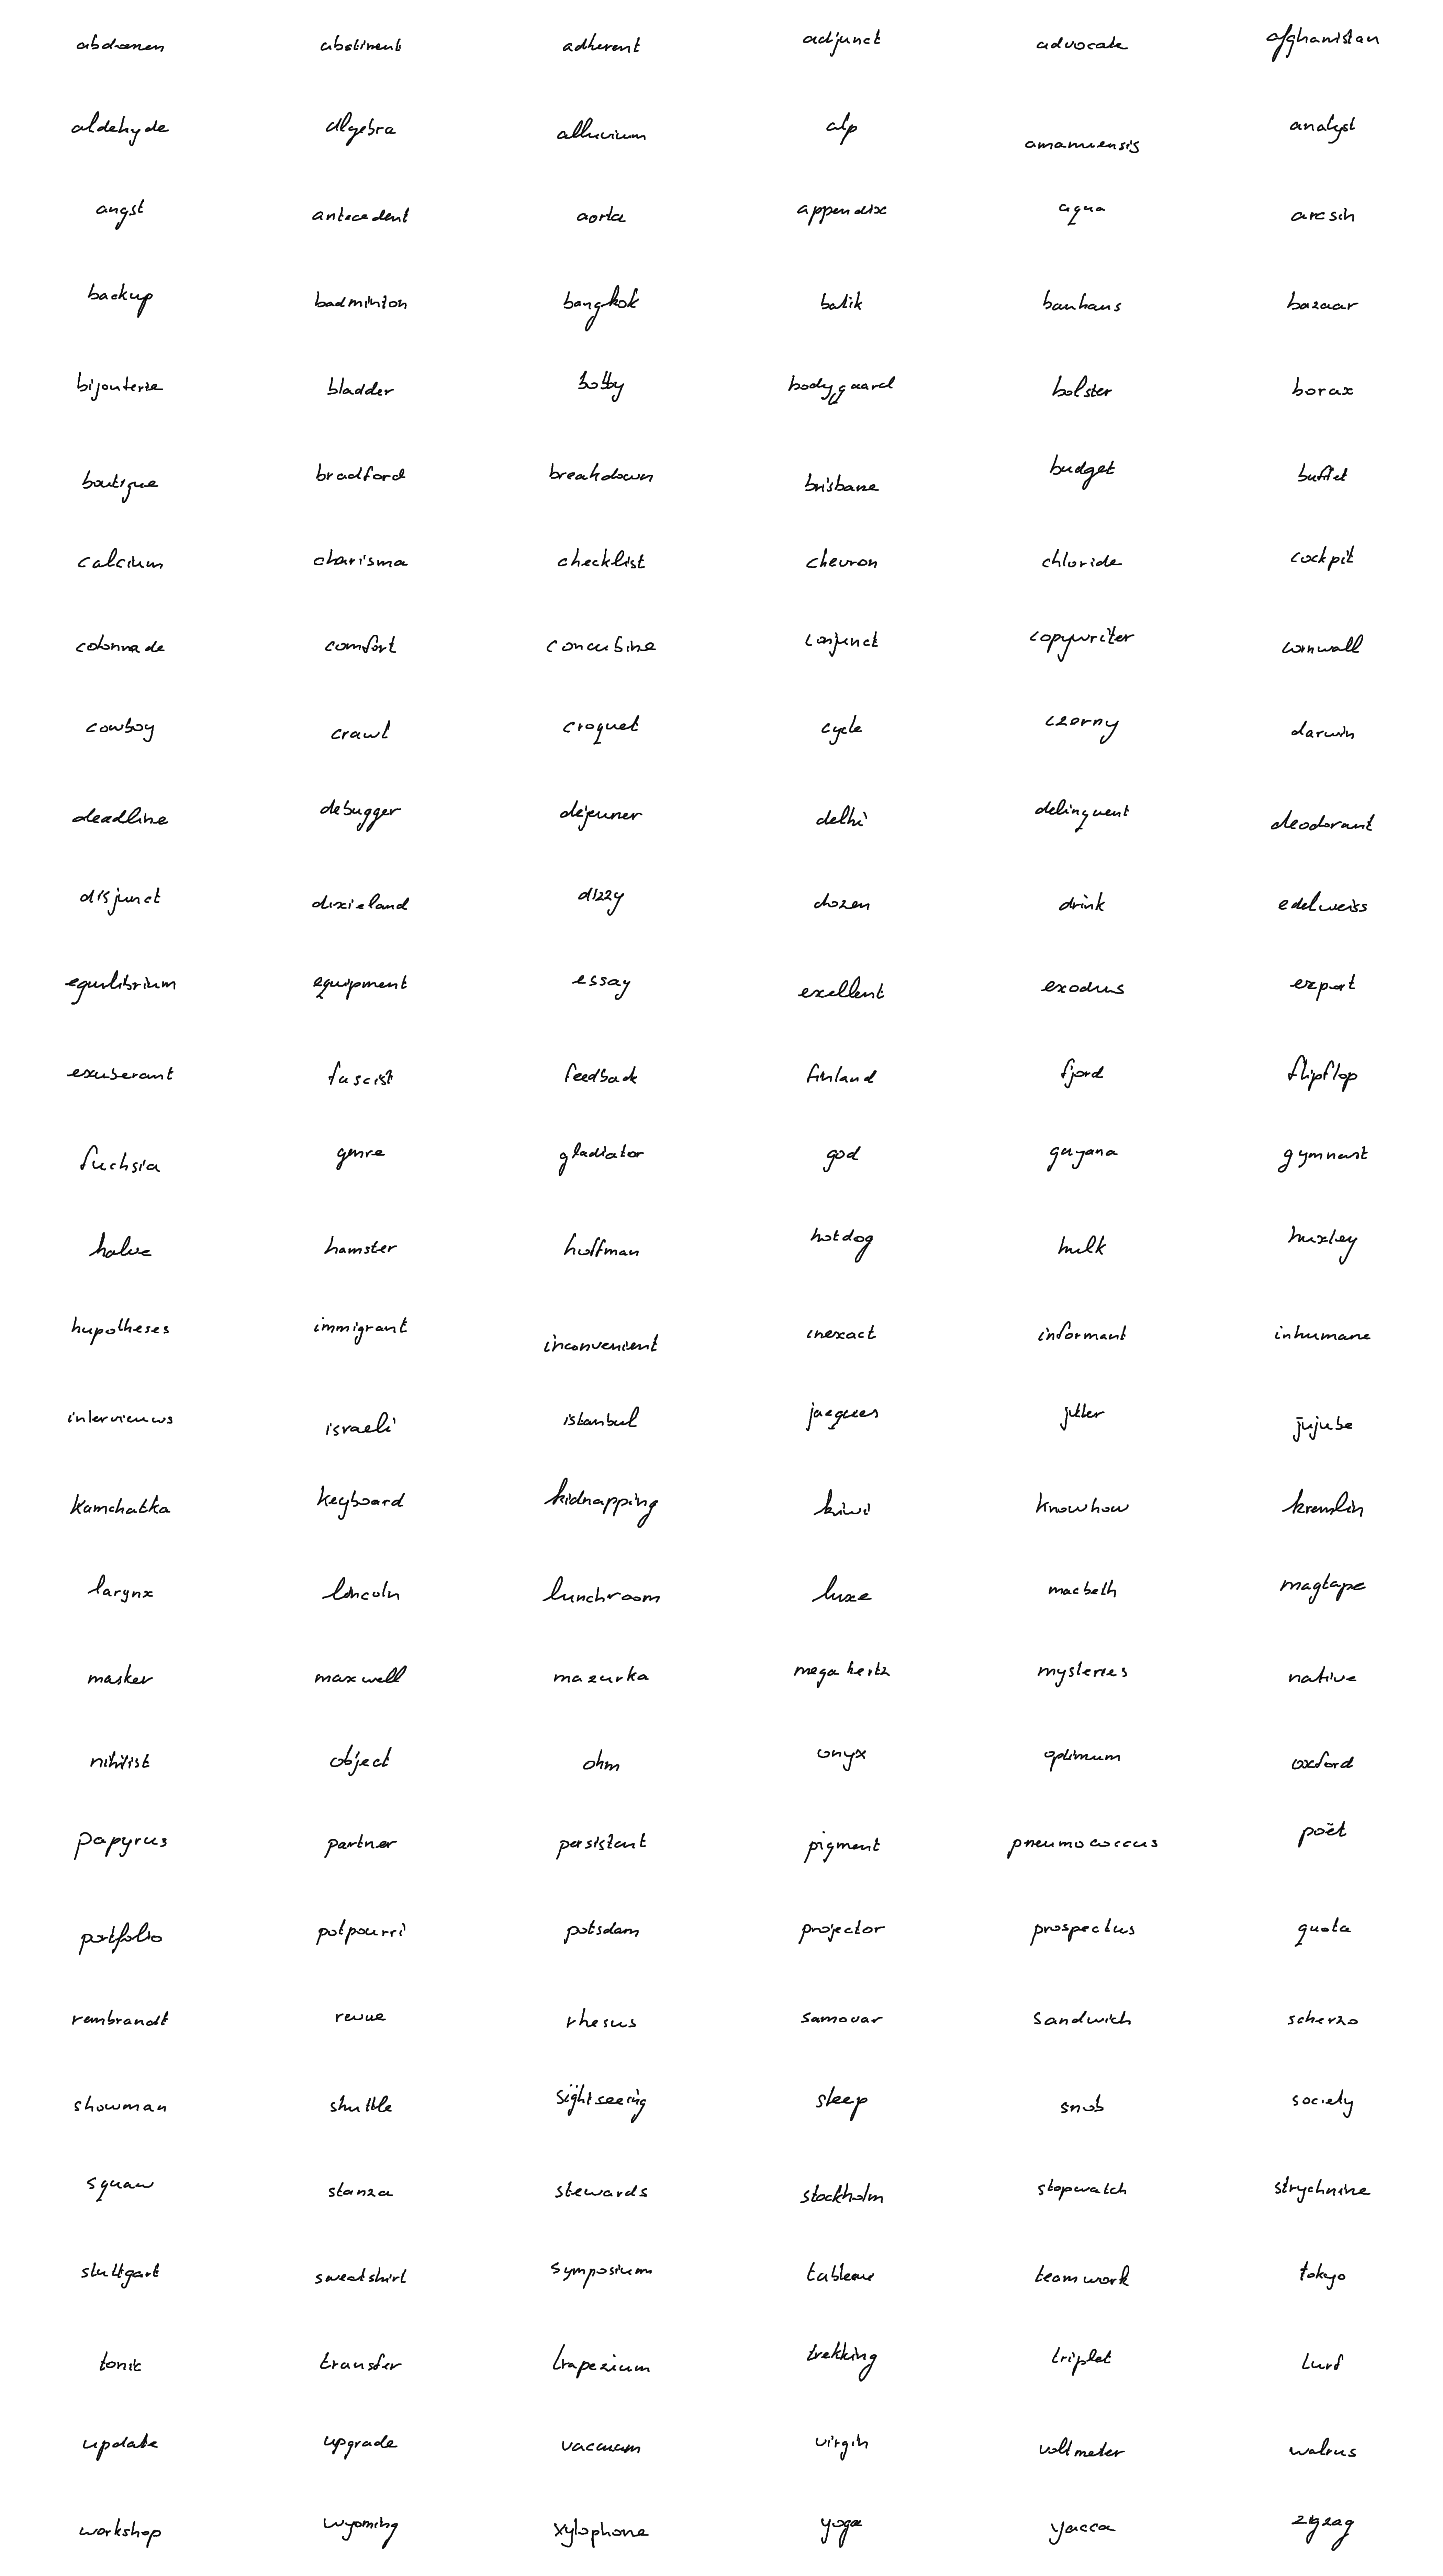 abdomen abstinent adherent adjunct advocate afghanistan
aldehyde algebra alluvium alp amanuensis analyst
angst antecedent aorta appendix aqua arcsin
backup badminton bangkok batik bauhaus bazaar
bijouterie bladder bobby bodyguard bolster borax
boutique bradford breakdown brisbane budget buffet
calcium charisma checklist chevron chloride cockpit
colonnade comfort concubine conjunct copywriter cornwall
cowboy crawl croquet cycle czerny darwin
deadline debugger dejeuner delhi delinquent deodorant
disjunct dixieland dizzy dozen drink edelweiss
equilibrium equipment essay excellent exodus export
exuberant fascist feedback finland fjord flipflop
fuchsia genre gladiator god guyana gymnast
halve hamster hoffman hotdog hulk huxley
hypotheses immigrant inconvenient inexact informant inhumane
interviews israeli istanbul jacques jitter jujube
kamchatka keyboard kidnapping kiwi knowhow kremlin
larynx lincoln lunchroom luxe macbeth magtape
masker maxwell mazurka megahertz mysteries native
nihilist object ohm onyx optimum oxford
papyrus partner persistent pigment pneumococcus poët
portfolio potpourri potsdam projector prospectus quota
rembrandt revue rhesus samovar sandwich scherzo
showman shuttle sightseeing sleep snob society
squaw stanza stewards stockholm stopwatch strychnine
stuttgart sweatshirt symposium tableau teamwork tokyo
tonic transfer trapezium trekking triplet turf
update upgrade vacuum virgin voltmeter walrus
workshop wyoming xylophone yoga yucca zigzag